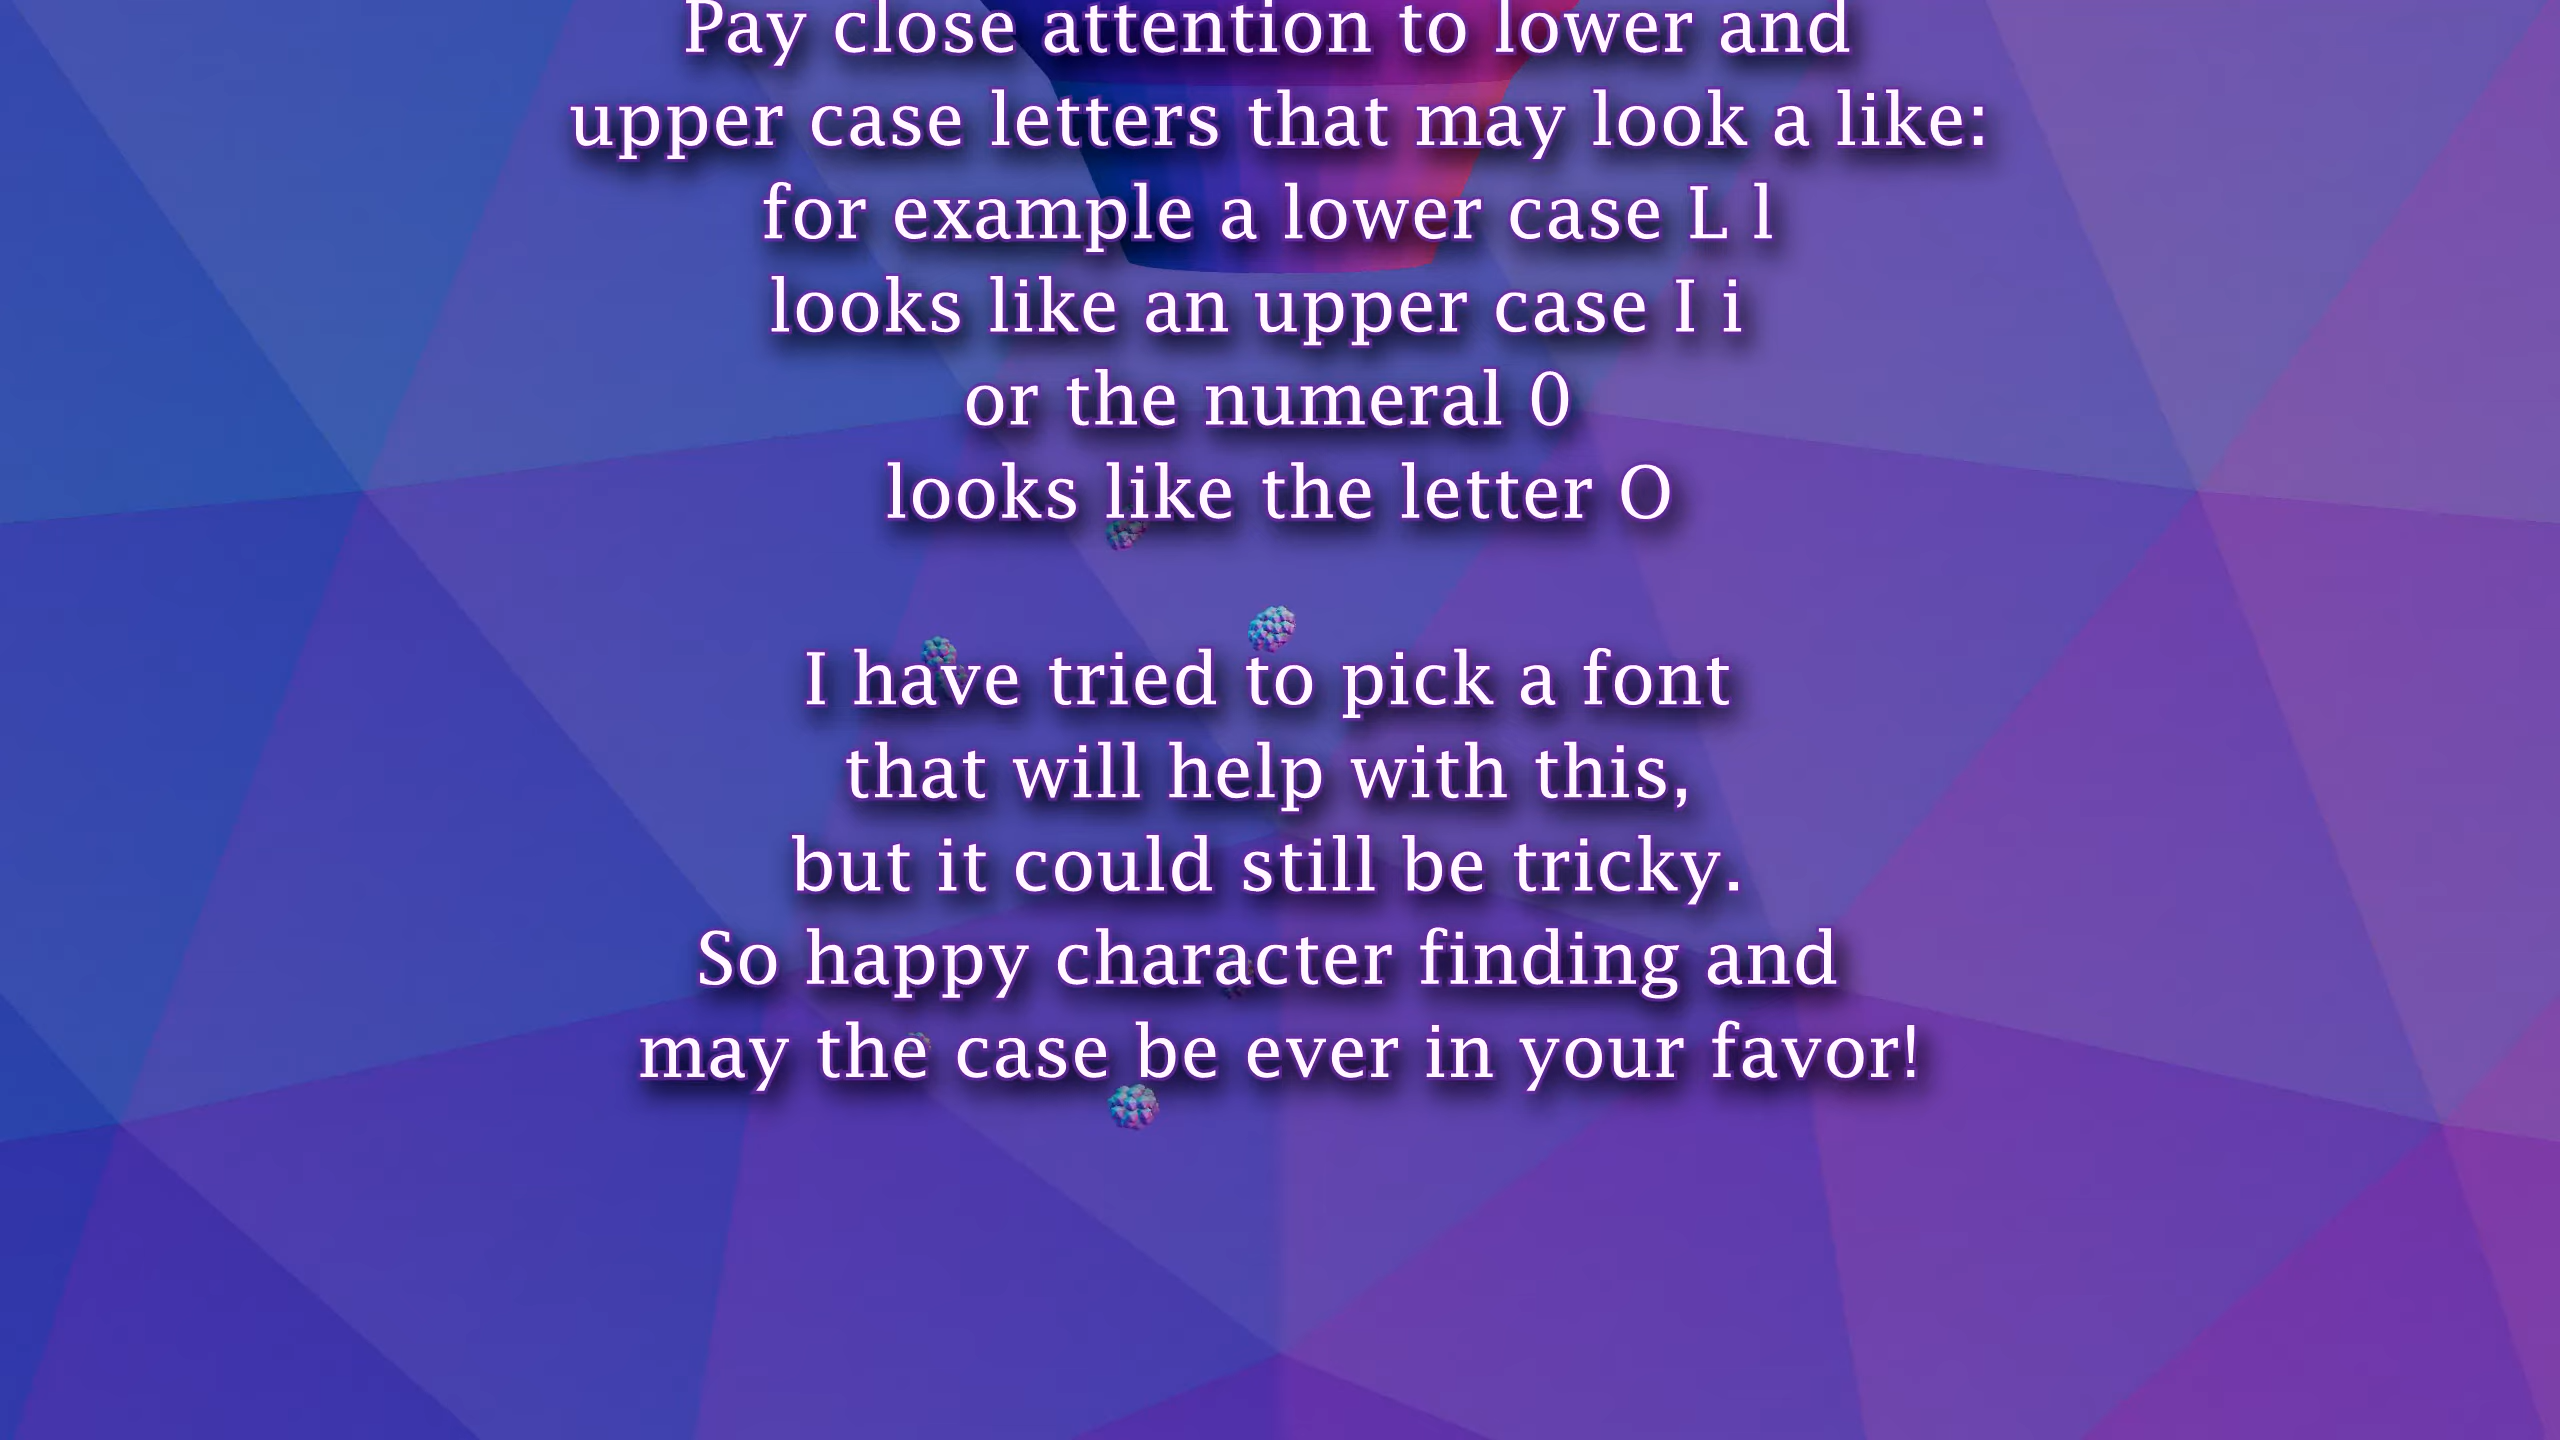 Pay close attention to lower and
upper case letters that may look a like:
for example a lower case L l
looks like an upper case I i
or the numeral 0
looks like the letter O
I have tried to pick a font
that will help with this,
but it could still be tricky.
So happy character finding and
may the case be ever in your favor!